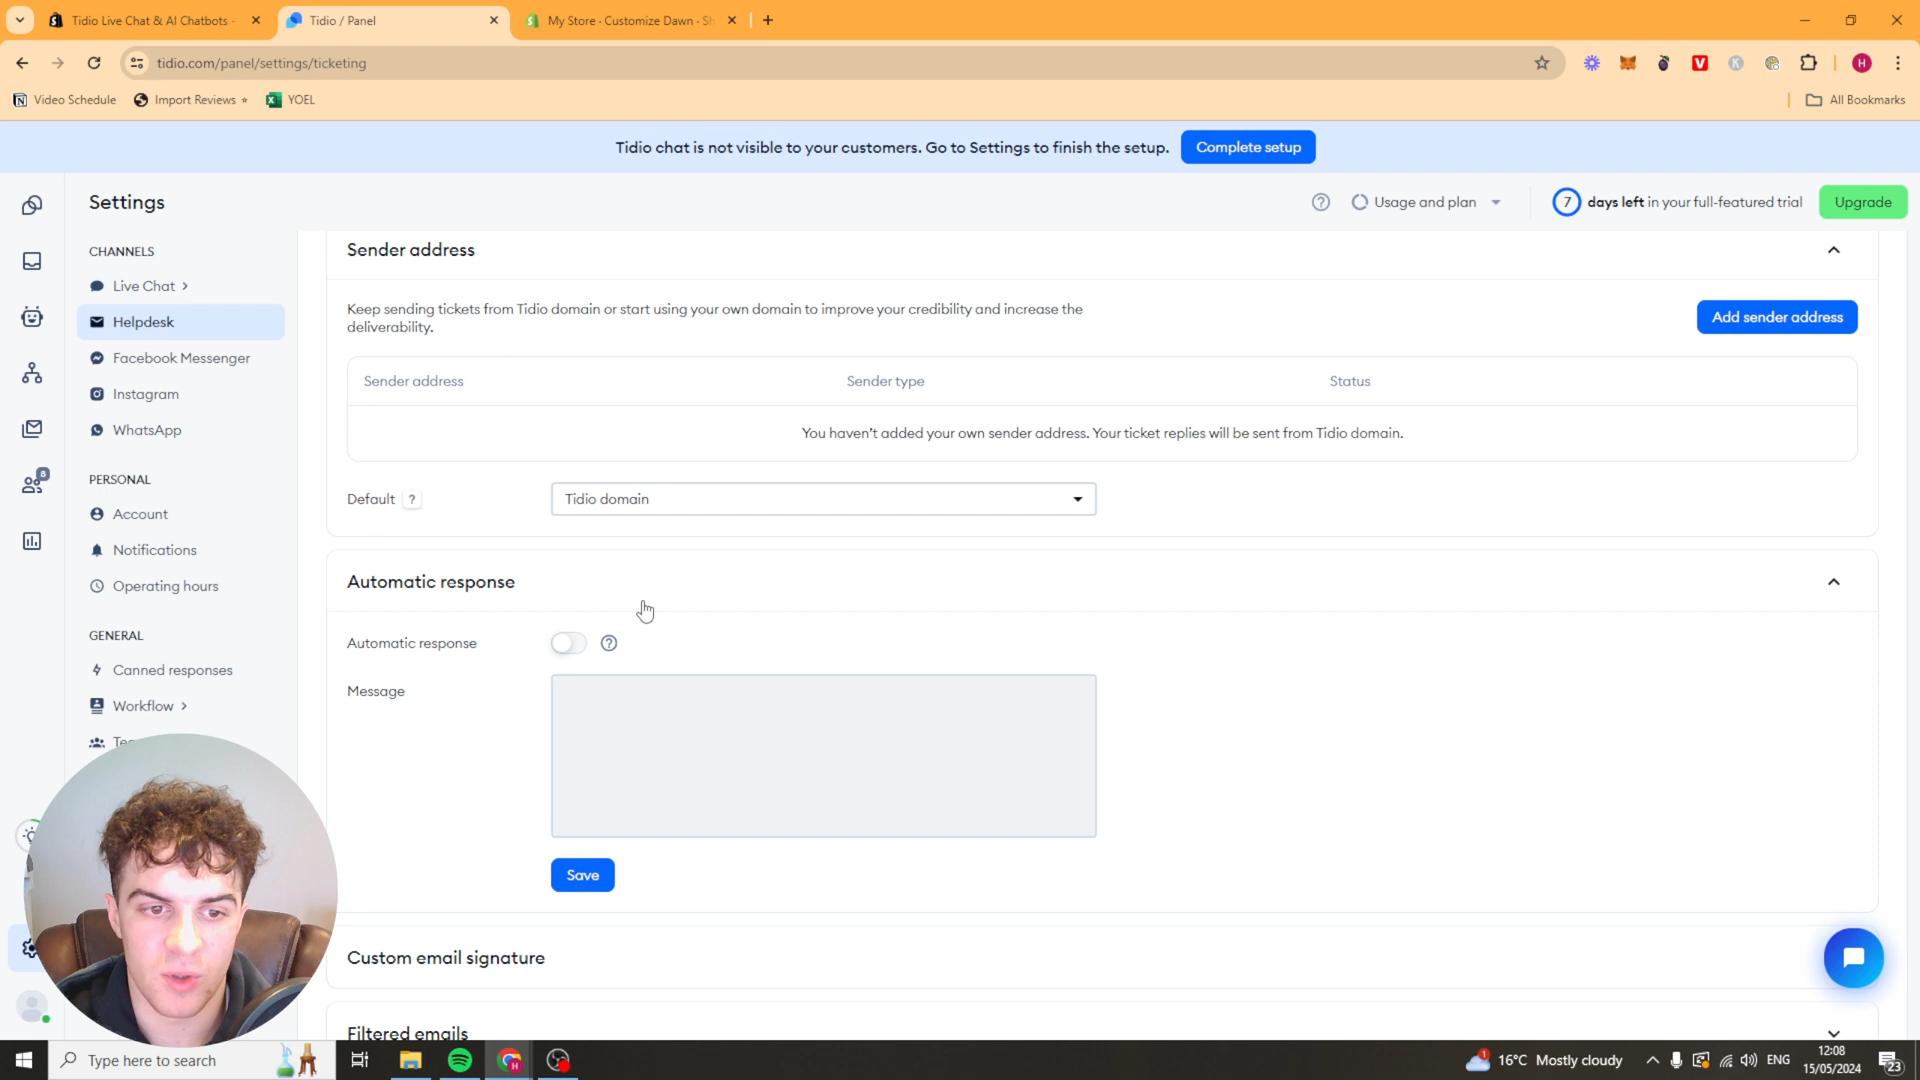 Tidio Live Chat & AI Chatbots -
Tidio / Panel
My Store · Customize Dawn · Sh
tidio.com/panel/settings/ticketing
Video Schedule
Import Reviews
YOEL
All Bookmarks
Tidio chat is not visible to your customers. Go to Settings to finish the setup.
Complete setup
Settings
Usage and plan
7 days left in your full-featured trial
Upgrade
CHANNELS
Live Chat
Helpdesk
Facebook Messenger
Instagram
WhatsApp
PERSONAL
Account
Notifications
Operating hours
GENERAL
Canned responses
Workflow
8
Sender address
Keep sending tickets from Tidio domain or start using your own domain to improve your credibility and increase the
deliverability.
Add sender address
Sender address
Sender type
Status
You haven't added your own sender address. Your ticket replies will be sent from Tidio domain.
Default ?
Tidio domain
Automatic response
Automatic response
Message
Save
Custom email signature
Filtered emails
Type here to search
1
16°C Mostly cloudy
ENG
12:08
15/05/2024
23